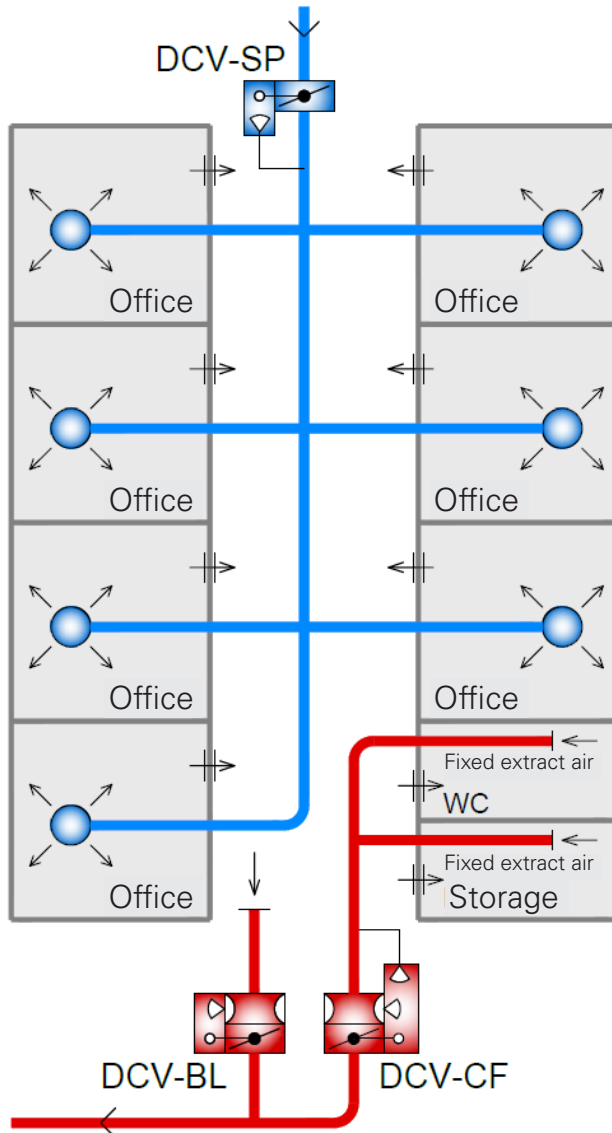 DCV-SP
Office
Office
Office
Office
Office
Office
Fixed extract air
WC
Fixed extract air
Office
Storage
DCV-BL
DCV-CF